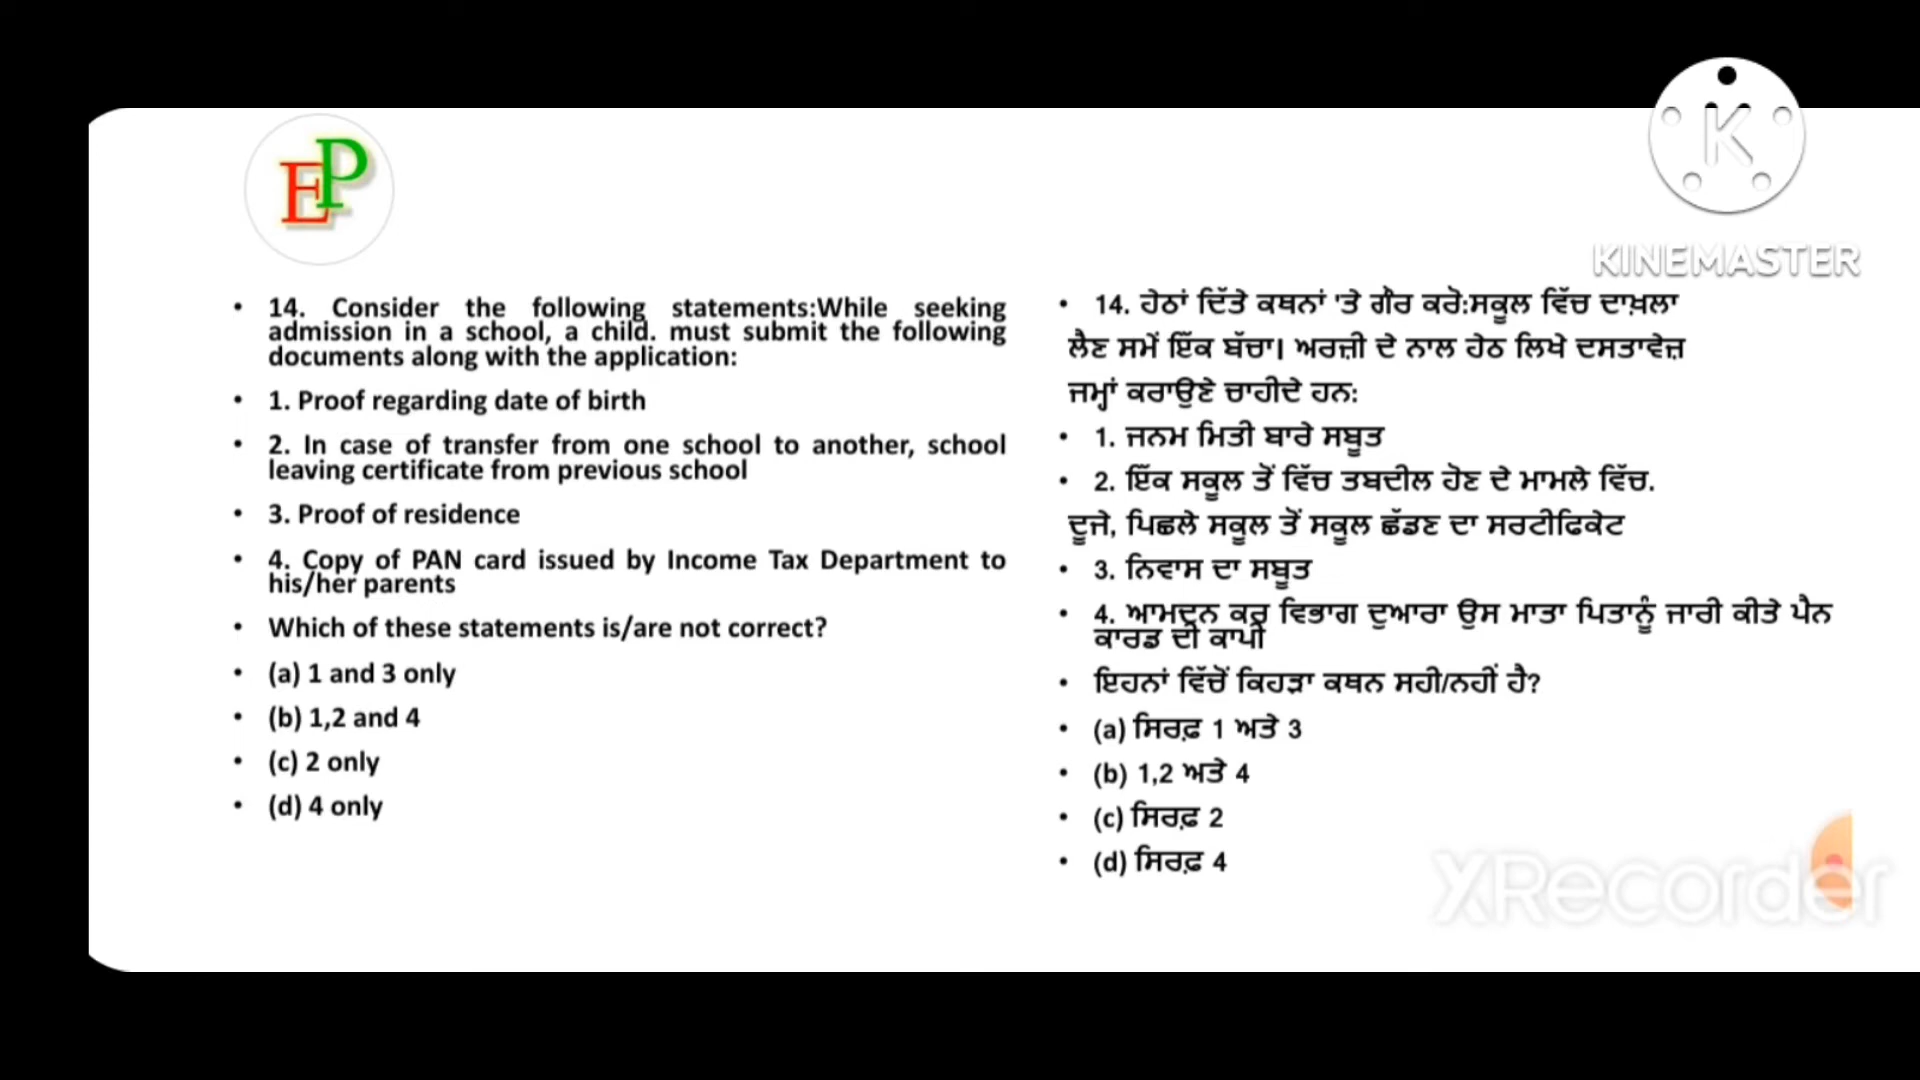 EP
K
KINEMASTER
• 14. Consider the following statements:While seeking
admission in a school, a child. must submit the following
documents along with the application:
• 1. Proof regarding date of birth
• 2. In case of transfer from one school to another, school
leaving certificate from previous school
• 3. Proof of residence
• 4. Copy of PAN card issued by Income Tax Department to
his/her parents
• Which of these statements is/are not correct?
• (a) 1 and 3 only
• (b) 1,2 and 4
• (c) 2 only
• (d) 4 only
• 14. ਹੇਠਾਂ ਦਿੱਤੇ ਕਥਨਾਂ 'ਤੇ ਗੌਰ ਕਰੋ:ਸਕੂਲ ਵਿੱਚ ਦਾਖ਼ਲਾ
ਲੈਣ ਸਮੇਂ ਇੱਕ ਬੱਚਾ। ਅਰਜ਼ੀ ਦੇ ਨਾਲ ਹੇਠ ਲਿਖੇ ਦਸਤਾਵੇਜ਼
ਜਮ੍ਹਾਂ ਕਰਾਉਣੇ ਚਾਹੀਦੇ ਹਨ:
• 1. ਜਨਮ ਮਿਤੀ ਬਾਰੇ ਸਬੂਤ
• 2. ਇੱਕ ਸਕੂਲ ਤੋਂ ਵਿੱਚ ਤਬਦੀਲ ਹੋਣ ਦੇ ਮਾਮਲੇ ਵਿੱਚ.
ਦੂਜੇ, ਪਿਛਲੇ ਸਕੂਲ ਤੋਂ ਸਕੂਲ ਛੱਡਣ ਦਾ ਸਰਟੀਫਿਕੇਟ
• 3. ਨਿਵਾਸ ਦਾ ਸਬੂਤ
• 4. ਆਮਦਨ ਕਰ ਵਿਭਾਗ ਦੁਆਰਾ ਉਸ ਮਾਤਾ ਪਿਤਾਨੂੰ ਜਾਰੀ ਕੀਤੇ ਪੈਨ
ਕਾਰਡ ਦੀ ਕਾਪੀ
• ਇਹਨਾਂ ਵਿੱਚੋਂ ਕਿਹੜਾ ਕਥਨ ਸਹੀ/ਨਹੀਂ ਹੈ?
• (a) ਸਿਰਫ਼ 1 ਅਤੇ 3
• (b) 1,2 ਅਤੇ 4
• (c) ਸਿਰਫ਼ 2
• (d) ਸਿਰਫ਼ 4
XRecorder